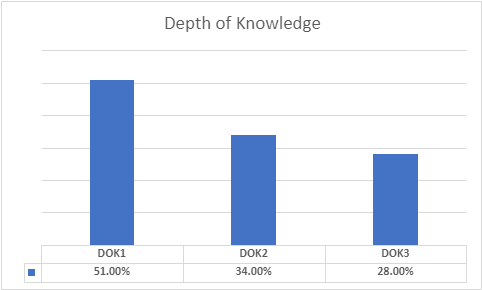 Depth of Knowledge
DOK1 DOK2 DOK3
51.00% 34.00% 28.00%